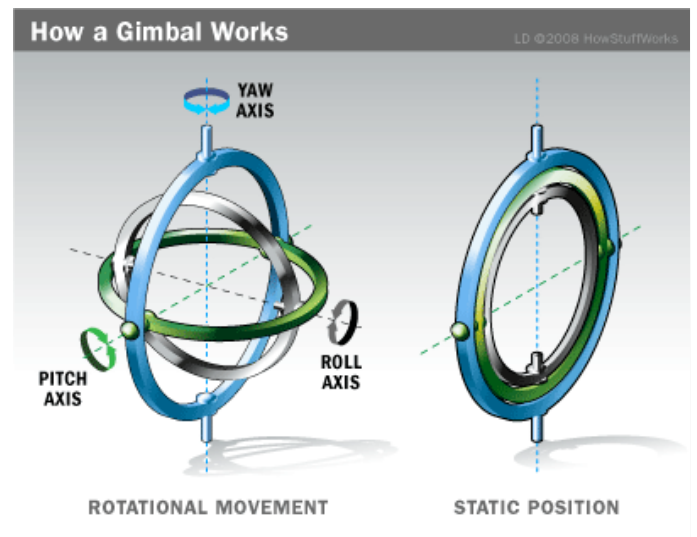 How a Gimbal Works
LD ©2008 HowStuffWorks
YAW
AXIS
PITCH
AXIS
ROLL
AXIS
ROTATIONAL MOVEMENT
STATIC POSITION